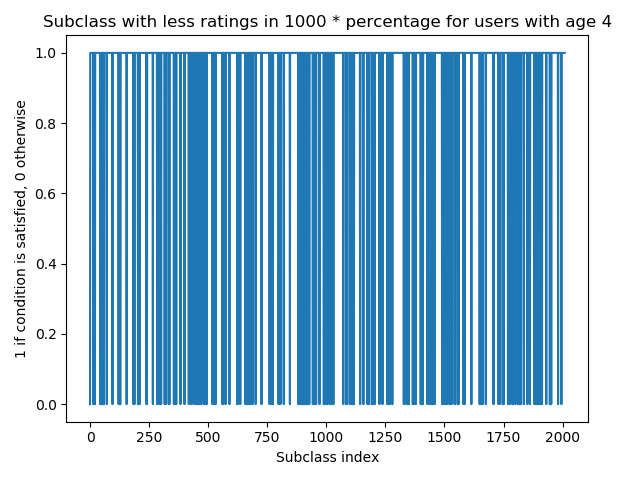 Subclass with less ratings in 1000 * percentage for users with age 4
1 if condition is satisfied, 0 otherwise
1.0
0.8
0.6
0.4
0.2
0.0
0 250 500 750 1000 1250 1500 1750 2000
Subclass index